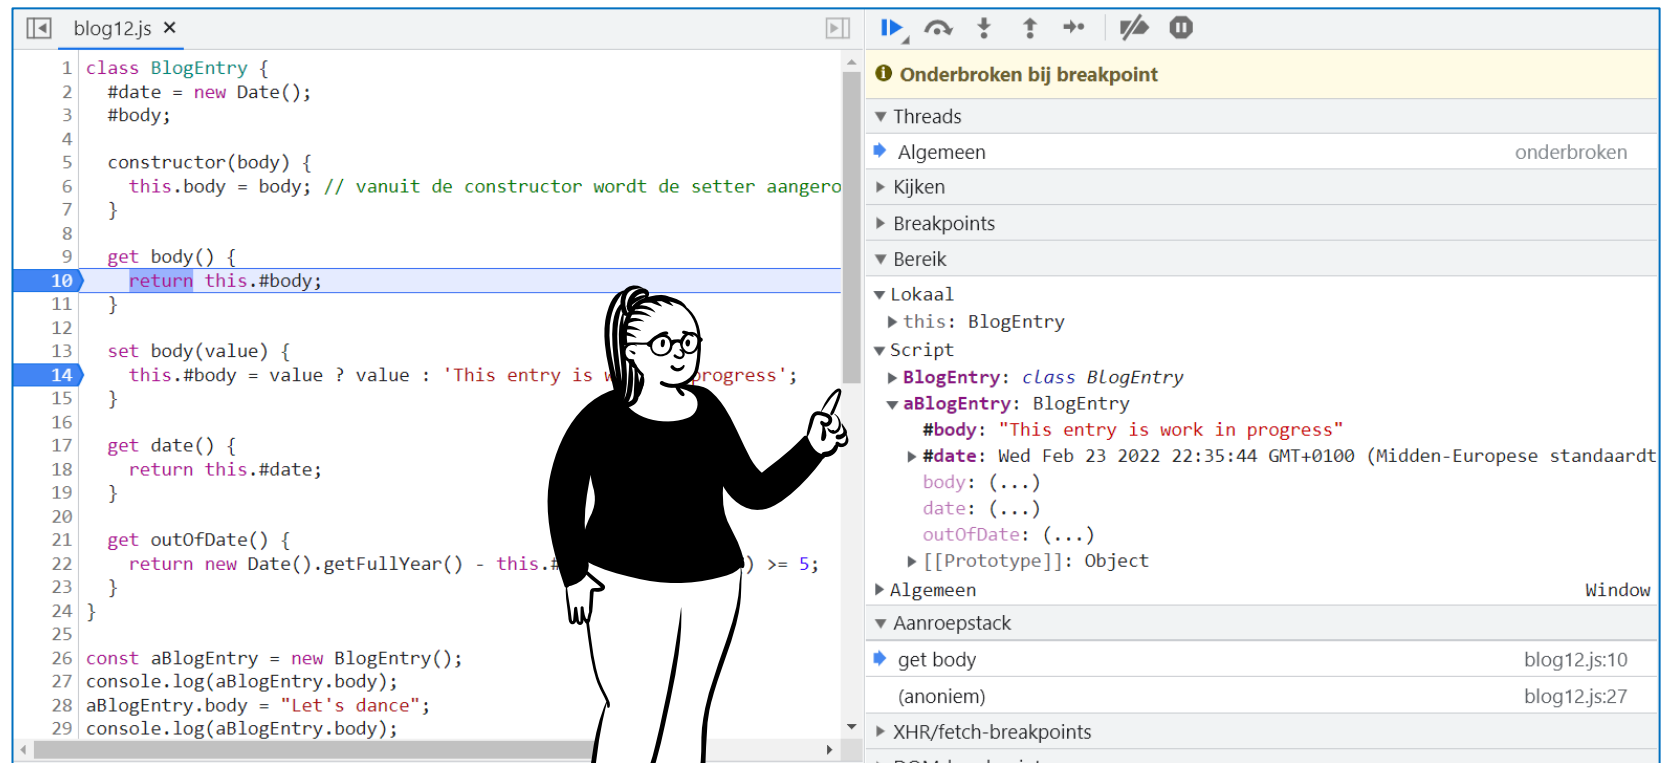 blog12.js ×
1 class BlogEntry {
2 #date = new Date();
3 #body;
4
5 constructor(body) {
6 this.body = body; // vanuit de constructor wordt de setter aangero
7 }
8
9 get body() {
10 return this.#body;
11 }
12
13 set body(value) {
14 this.#body = value ? value : 'This entry is progress';
15 }
16
17 get date() {
18 return this.#date;
19 }
20
21 get outOfDate() {
22 return new Date().getFullYear() - this.# ) >= 5;
23 }
24 }
25
26 const aBlogEntry = new BlogEntry();
27 console.log(aBlogEntry.body);
28 aBlogEntry.body = "Let's dance";
29 console.log(aBlogEntry.body);
Onderbroken bij breakpoint
Threads
Algemeen onderbroken
Kijken
Breakpoints
Bereik
Lokaal
this: BlogEntry
Script
BlogEntry: class BlogEntry
aBlogEntry: BlogEntry
#body: "This entry is work in progress"
#date: Wed Feb 23 2022 22:35:44 GMT+0100 (Midden-Europese standaardt
body: (...)
date: (...)
outOfDate: (...)
[[Prototype]]: Object
Algemeen Window
Aanroepstack
get body blog12.js:10
(anoniem) blog12.js:27
XHR/fetch-breakpoints